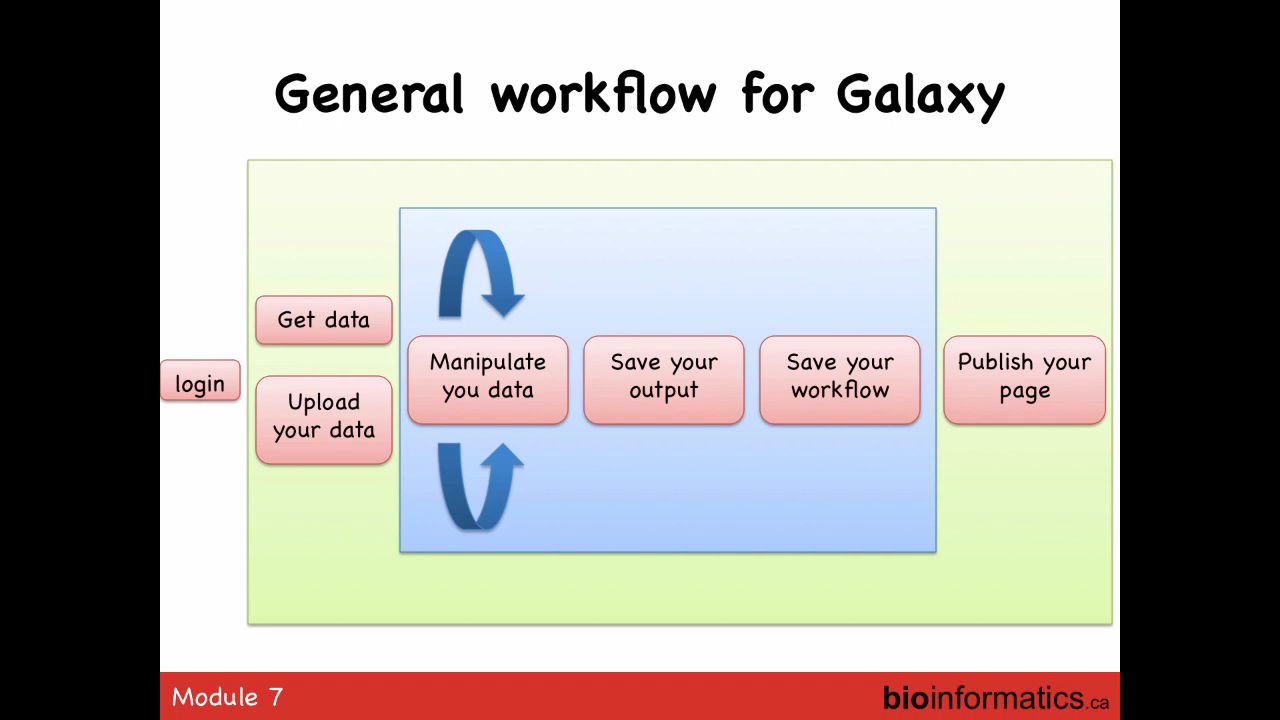 General workflow for Galaxy
login
Get data
Upload
your data
Manipulate
you data
Save your
output
Save your
workflow
Publish your
page
Module 7
bioinformatics.ca